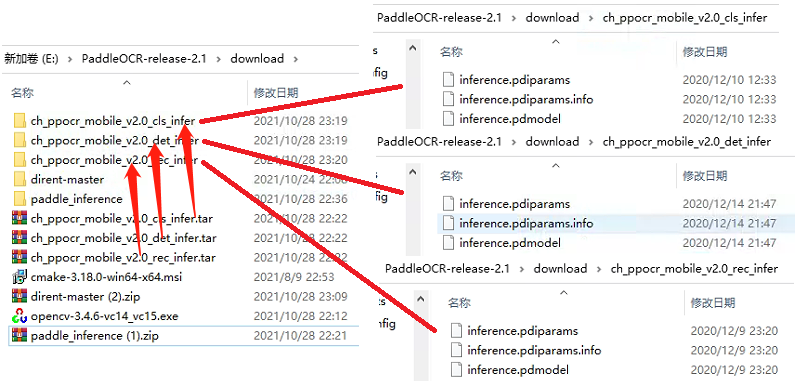 新加卷 (E:) › PaddleOCR-release-2.1 › download ›
名称 修改日期
ch_ppocr_mobile_v2.0_cls_infer 2021/10/28 23:19
ch_ppocr_mobile_v2.0_det_infer 2021/10/28 23:19
ch_ppocr_mobile_v2.0_rec_infer 2021/10/28 23:20
dirent-master 2021/10/24 22:06
paddle_inference 2021/10/28 22:36
ch_ppocr_mobile_v2.0_cls_infer.tar 2021/10/28 22:22
ch_ppocr_mobile_v2.0_det_infer.tar 2021/10/28 22:22
ch_ppocr_mobile_v2.0_rec_infer.tar 2021/10/28 22:22
cmake-3.18.0-win64-x64.msi 2021/8/9 22:53
dirent-master (2).zip 2021/10/28 23:09
opencv-3.4.6-vc14_vc15.exe 2021/10/28 22:12
paddle_inference (1).zip 2021/10/28 22:21
PaddleOCR-release-2.1 › download › ch_ppocr_mobile_v2.0_cls_infer
名称 修改日期
inference.pdiparams 2020/12/10 12:33
inference.pdiparams.info 2020/12/10 12:33
inference.pdmodel 2020/12/10 12:33
PaddleOCR-release-2.1 › download › ch_ppocr_mobile_v2.0_det_infer
名称 修改日期
inference.pdiparams 2020/12/14 21:47
inference.pdiparams.info 2020/12/14 21:47
inference.pdmodel 2020/12/14 21:47
PaddleOCR-release-2.1 › download › ch_ppocr_mobile_v2.0_rec_infer
名称 修改日期
inference.pdiparams 2020/12/9 23:20
inference.pdiparams.info 2020/12/9 23:20
inference.pdmodel 2020/12/9 23:20